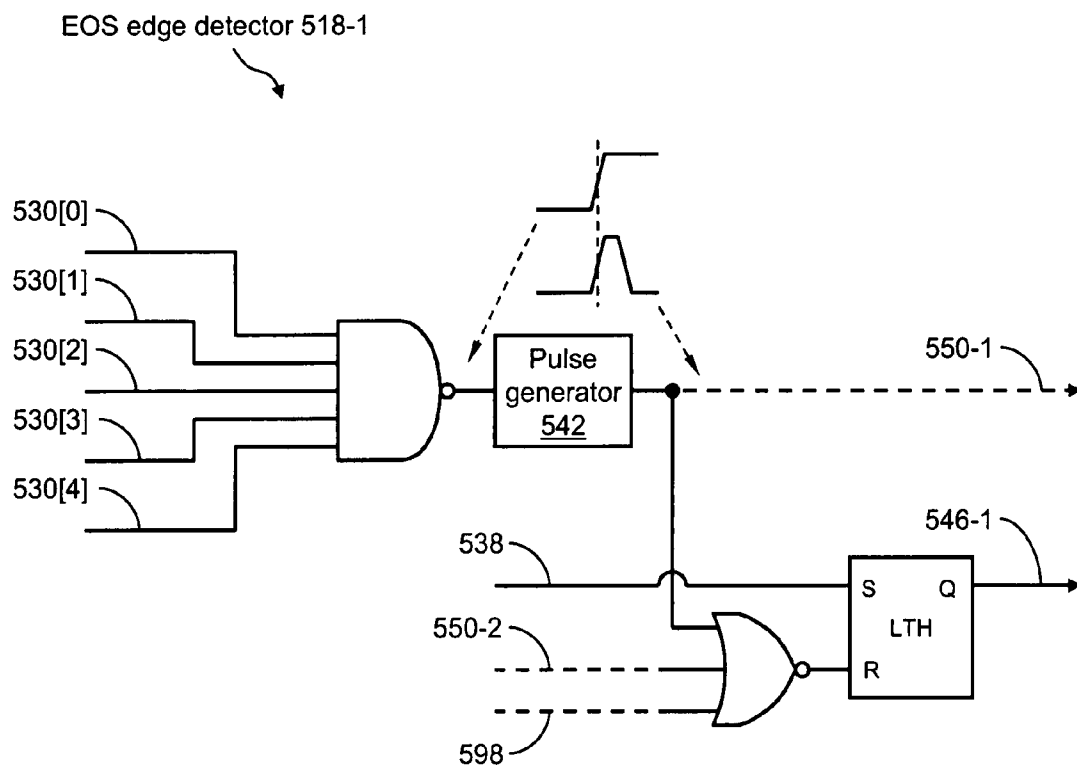 EOS edge detector 518-1
530[0]
530[1]
530[2]
530[3]
530[4]
Pulse
generator
542
550-1
538
550-2
598
S
Q
LTH
R
546-1